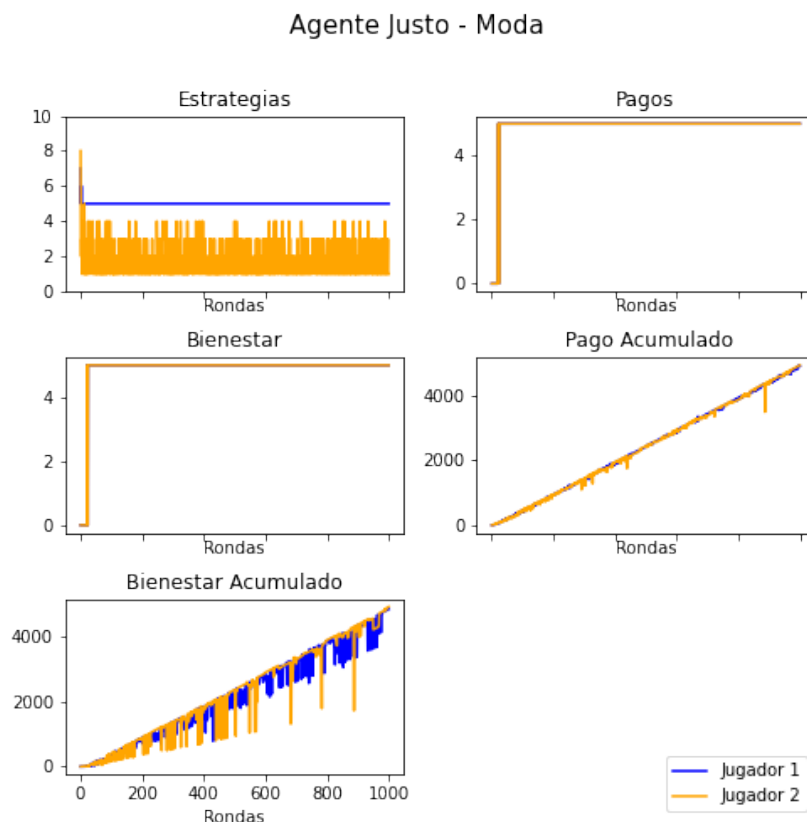 Agente Justo - Moda
Estrategias
10
8
6
4
2
0
Rondas
Pagos
4
2
0
Rondas
Bienestar
4
2
0
Rondas
Pago Acumulado
4000
2000
0
Rondas
Bienestar Acumulado
4000
2000
0
0 200 400 600 800 1000
Rondas
Jugador 1
Jugador 2